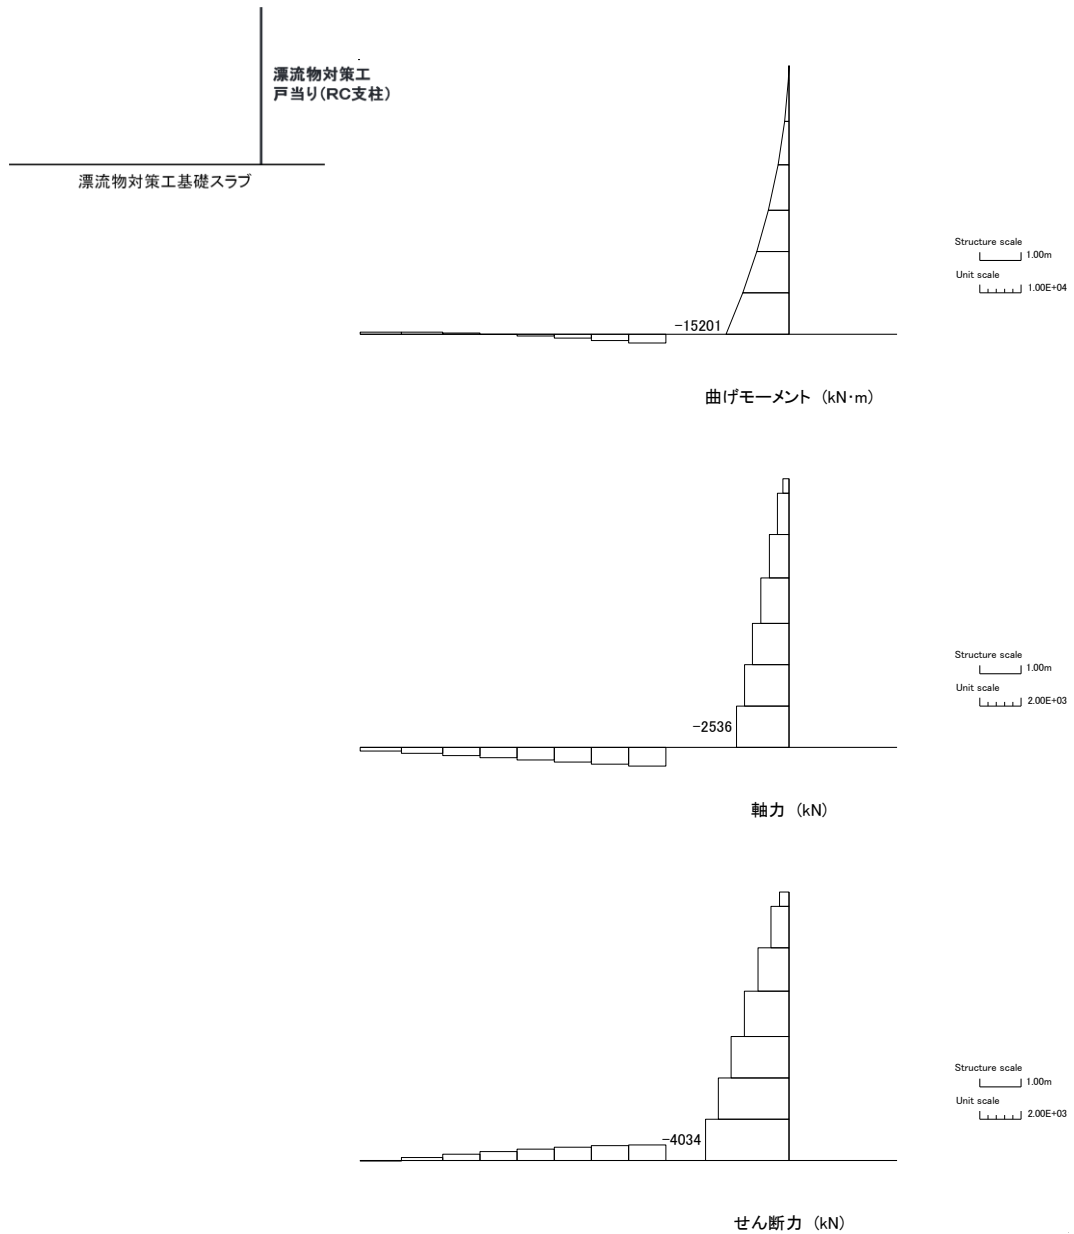 漂流物対策工
戸当り(RC支柱)
漂流物対策工基礎スラブ
Structure scale
1.00m
Unit scale
1.00E+04
-15201
曲げモーメント (kN・m)
Structure scale
1.00m
Unit scale
2.00E+03
-2536
軸力 (kN)
Structure scale
1.00m
Unit scale
2.00E+03
-4034
せん断力 (kN)